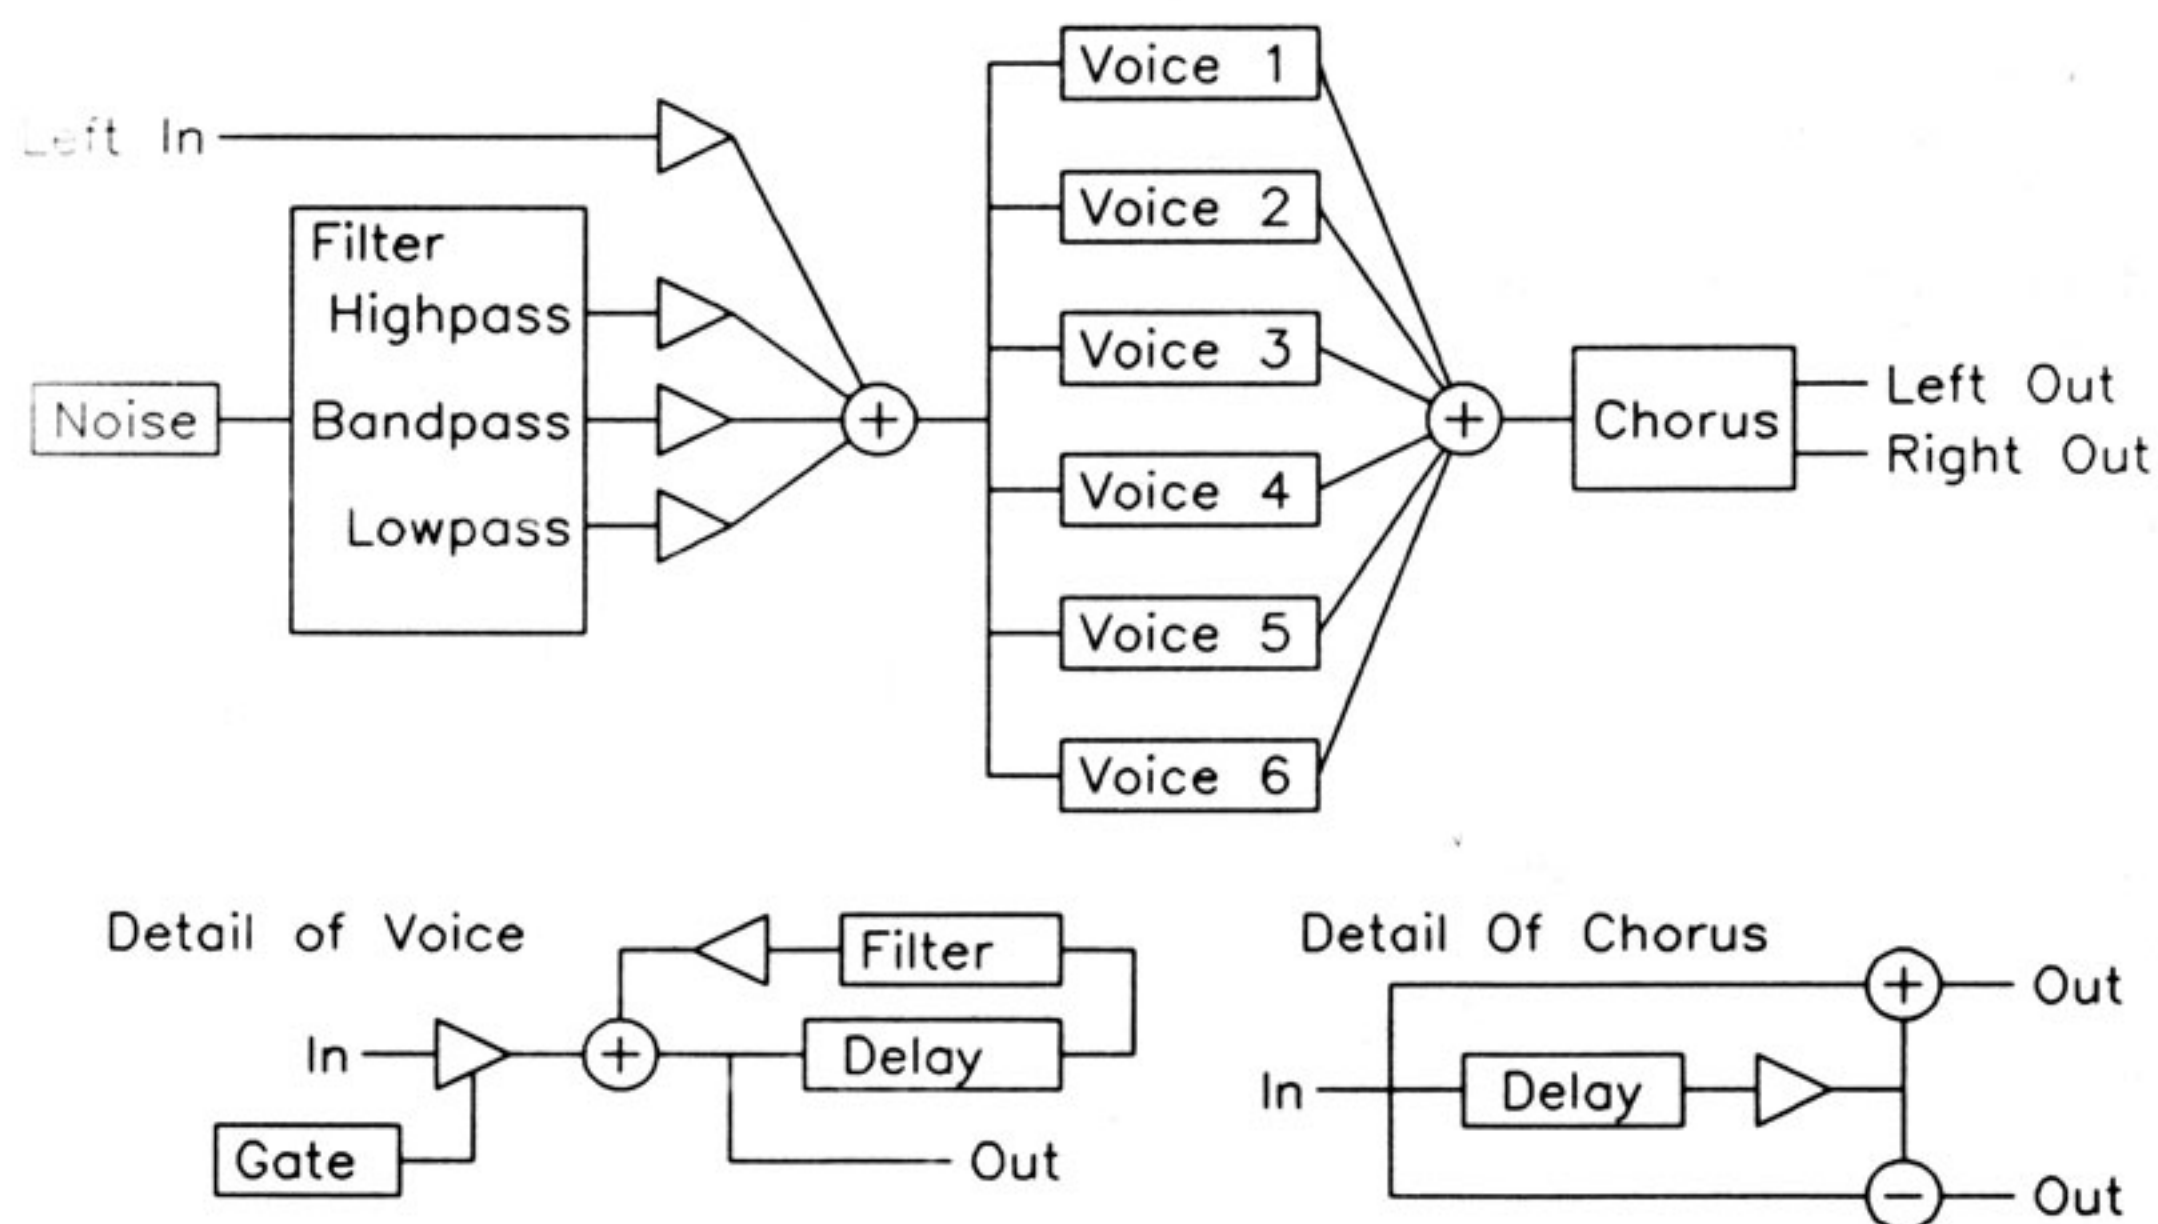 Left In
Filter
Highpass
Noise
Bandpass
Lowpass
Voice 1
Voice 2
Voice 3
Voice 4
Voice 5
Voice 6
+
+
Chorus
Left Out
Right Out
Detail of Voice
Filter
In
+
Delay
Gate
Out
Detail Of Chorus
+
Out
In
Delay
−
Out